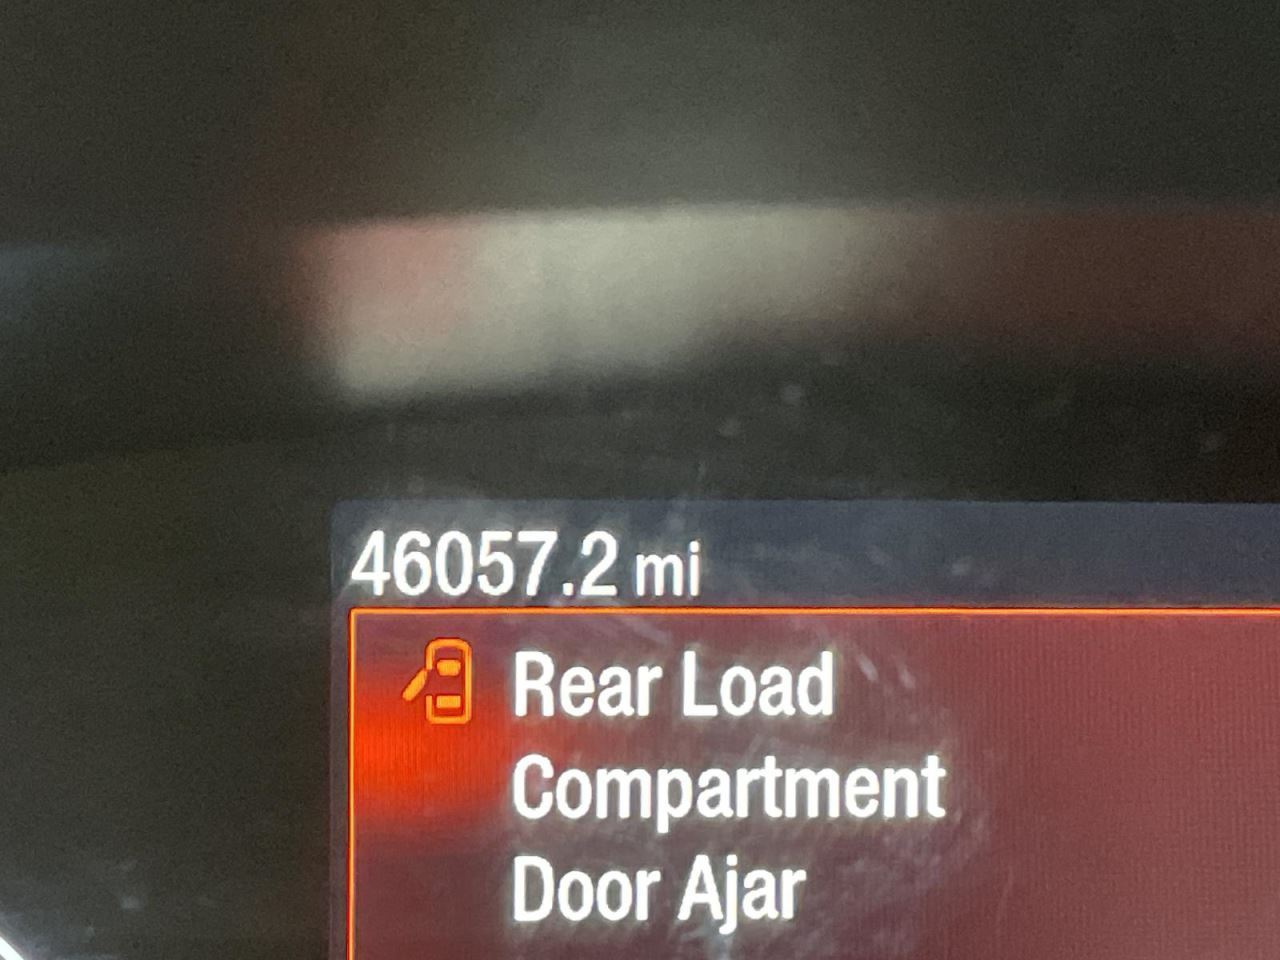 46057.2 mi
Rear Load
Compartment
Door Ajar